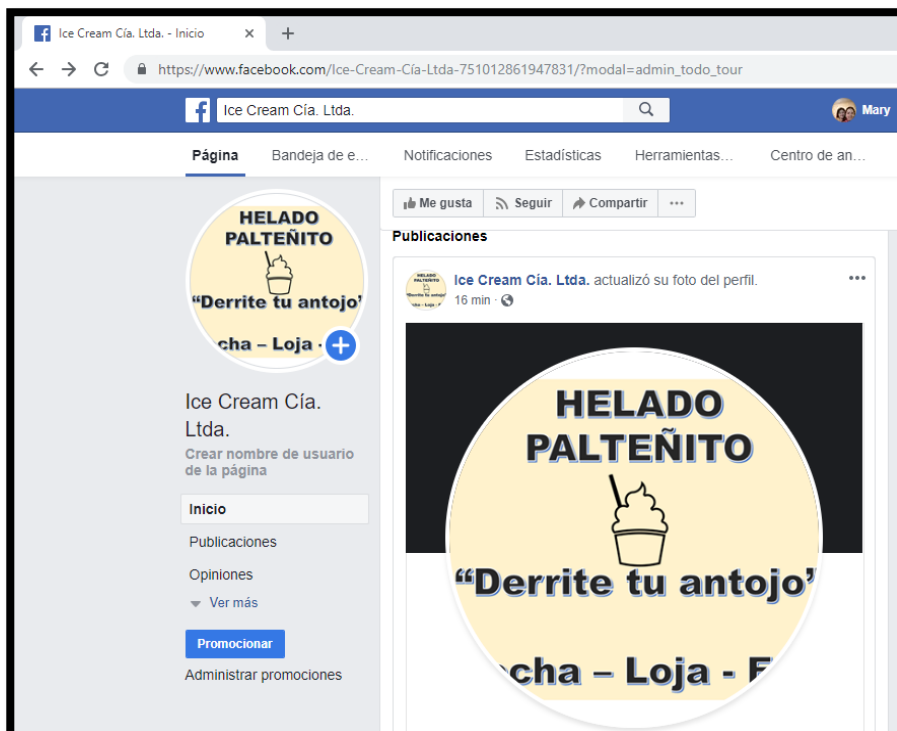 Ice Cream Cía. Ltda. - Inicio
https://www.facebook.com/Ice-Cream-Cía-Ltda-751012861947831/?modal=admin_todo_tour
Ice Cream Cía. Ltda.
Mary
Página Bandeja de e... Notificaciones Estadísticas Herramientas... Centro de an...
HELADO
PALTEÑITO
“Derrite tu antojo’
cha – Loja -
Me gusta Seguir Compartir
Publicaciones
Ice Cream Cía. Ltda. actualizó su foto del perfil.
16 min
HELADO
PALTEÑITO
“Derrite tu antojo’
cha – Loja - E
Ice Cream Cía.
Ltda.
Crear nombre de usuario
de la página
Inicio
Publicaciones
Opiniones
Ver más
Promocionar
Administrar promociones